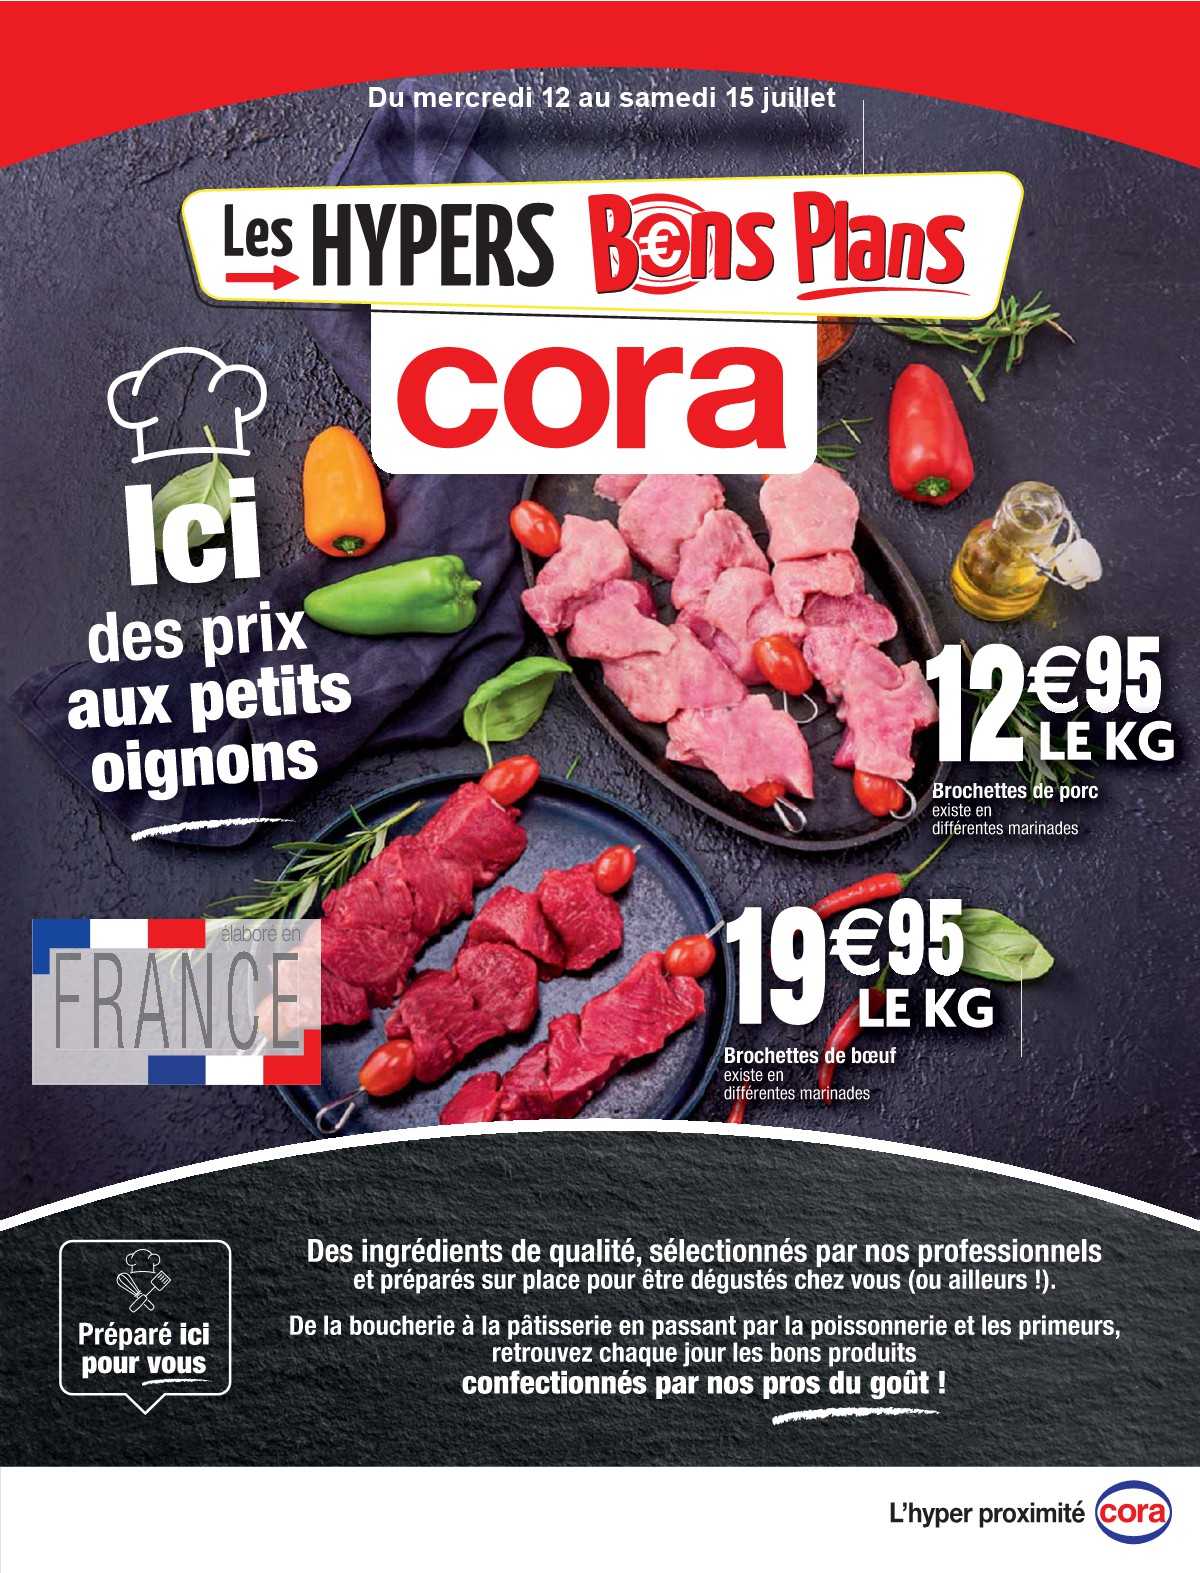 Du mercredi 12 au samedi 15 juillet
Les HYPERS Bons Plans
cora
Ici
des prix
aux petits
oignons
12€95
LE KG
Brochettes de porc
existe en
différentes marinades
élaboré en
FRANCE
19€95
LE KG
Brochettes de bœuf
existe en
différentes marinades
Des ingrédients de qualité, sélectionnés par nos professionnels
et préparés sur place pour être dégustés chez vous (ou ailleurs !).
Préparé ici
pour vous
De la boucherie à la pâtisserie en passant par la poissonnerie et les primeurs,
retrouvez chaque jour les bons produits
confectionnés par nos pros du goût !
L'hyper proximité cora